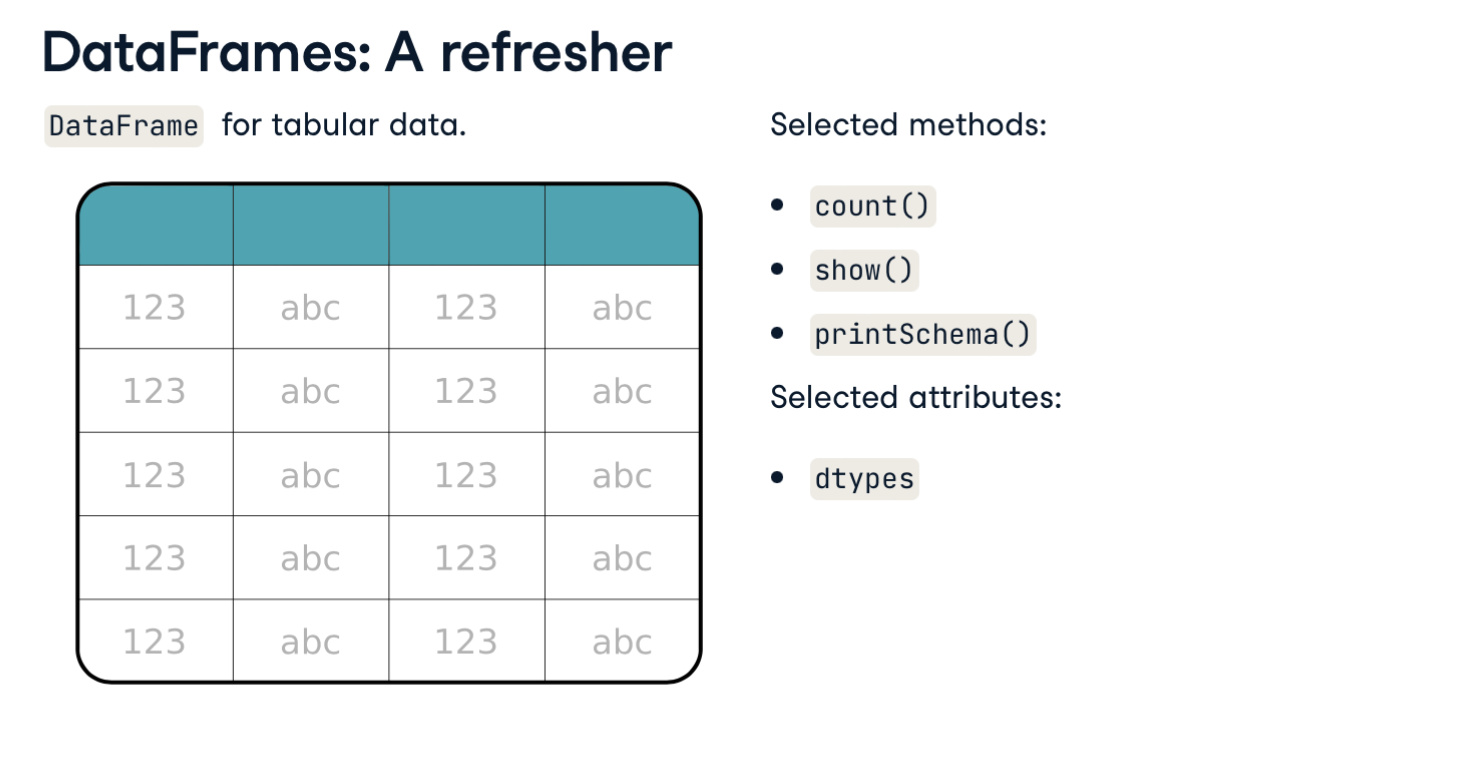 DataFrames: A refresher
DataFrame for tabular data.
123 abc 123 abc
123 abc 123 abc
123 abc 123 abc
123 abc 123 abc
123 abc 123 abc
Selected methods:
• count()
• show()
• printSchema()
Selected attributes:
• dtypes